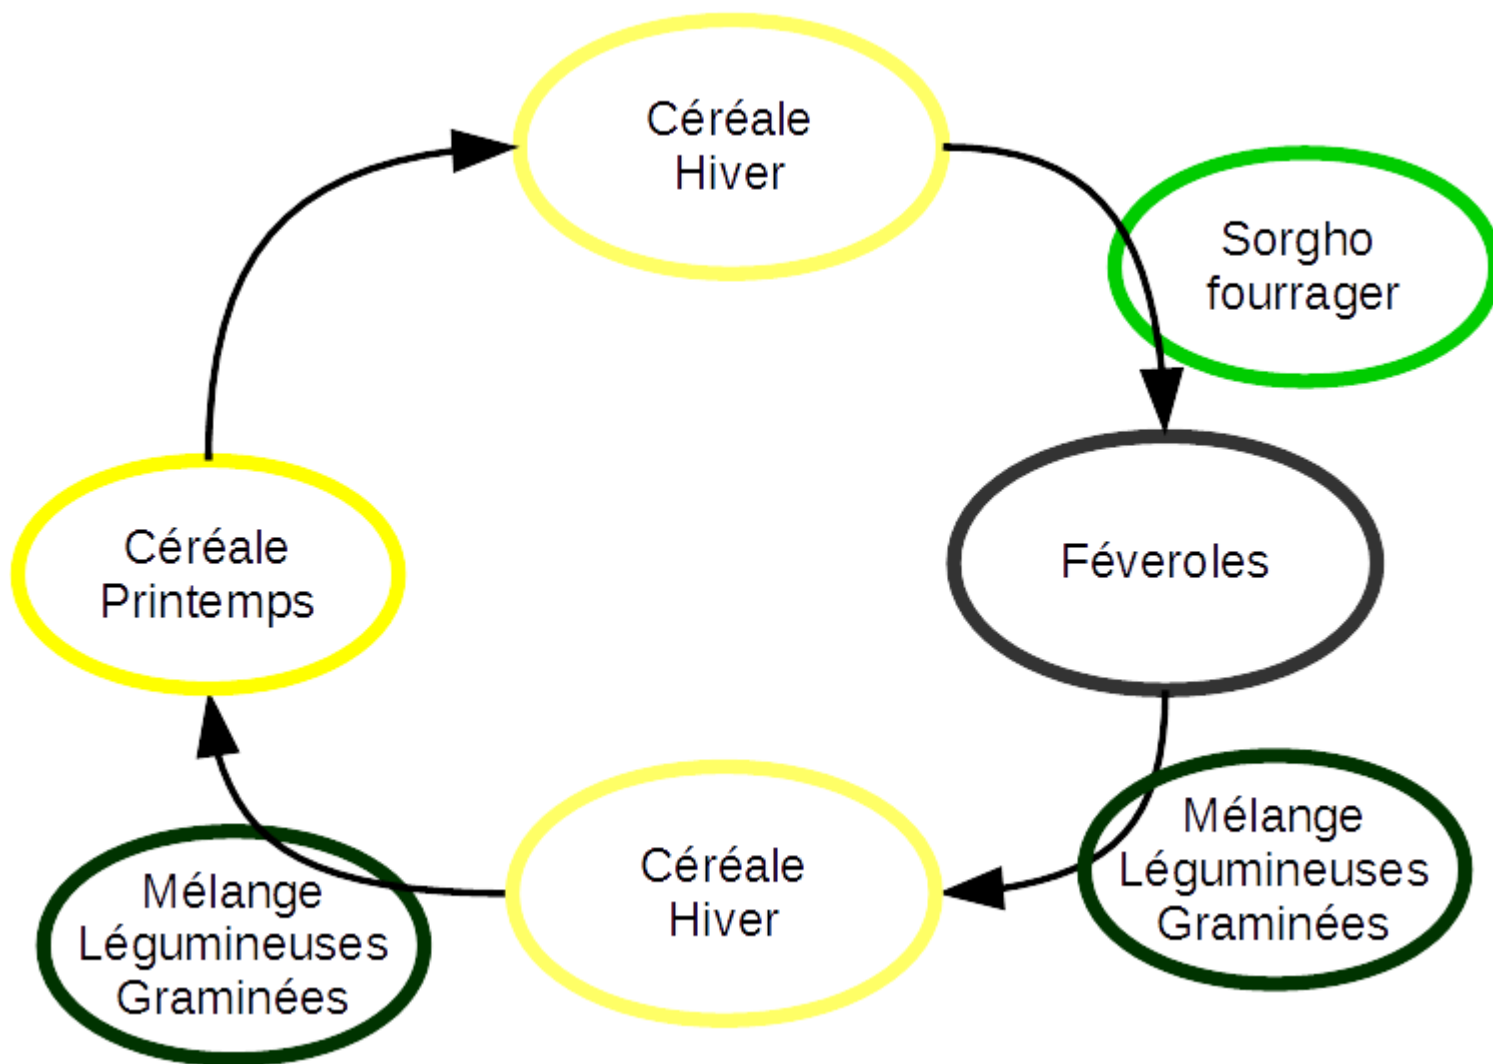 Céréale
Hiver
Sorgho
fourrager
Féveroles
Mélange
Légumineuses
Graminées
Céréale
Hiver
Mélange
Légumineuses
Graminées
Céréale
Printemps